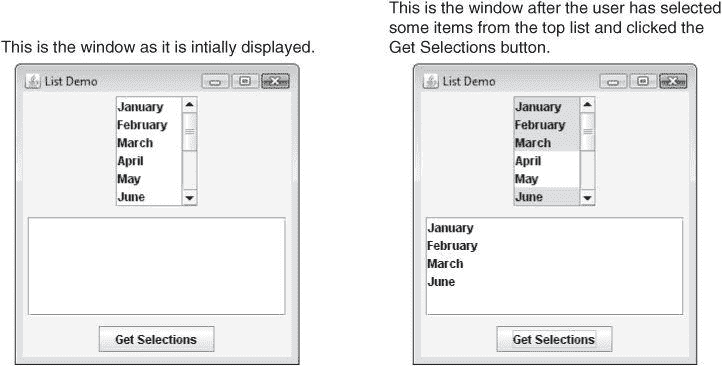 This is the window as it is intially displayed.
List Demo
January
February
March
April
May
June
Get Selections
This is the window after the user has selected
some items from the top list and clicked the
Get Selections button.
List Demo
January
February
March
April
May
June
January
February
March
June
Get Selections